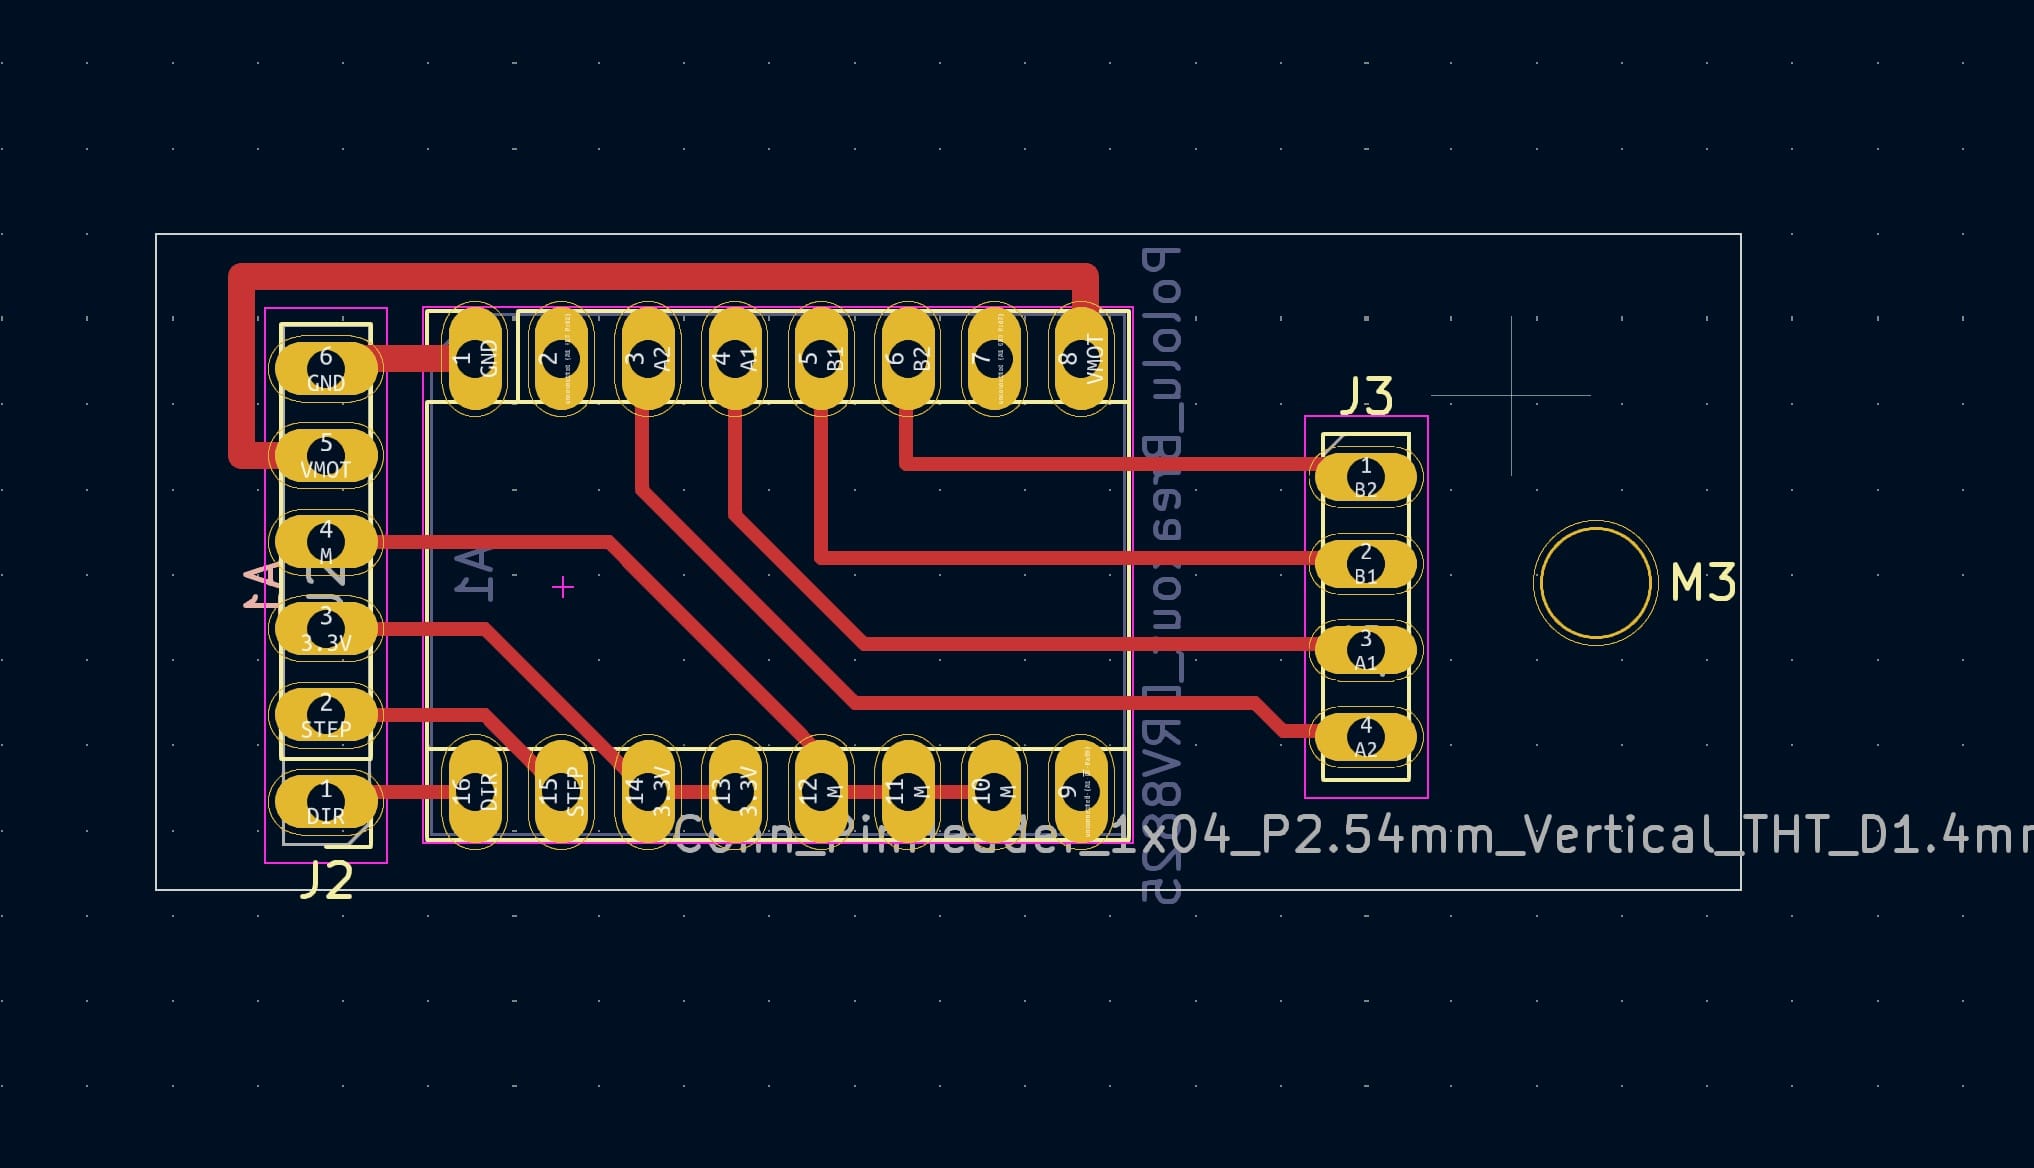 6
GND
5
VMOT
4
M
3
3.3V
2
STEP
1
DIR
J2
1
GND
2
3
A2
4
A1
5
B1
6
B2
7
8
VMOT
A1
16
DIR
15
STEP
14
3.3V
13
3.3V
12
M
11
M
10
M
9
Pololu_Breakout_DRV8825
J3
1
B2
2
B1
3
A1
4
A2
M3
Conn_PinHeader_1x04_P2.54mm_Vertical_THT_D1.4mm